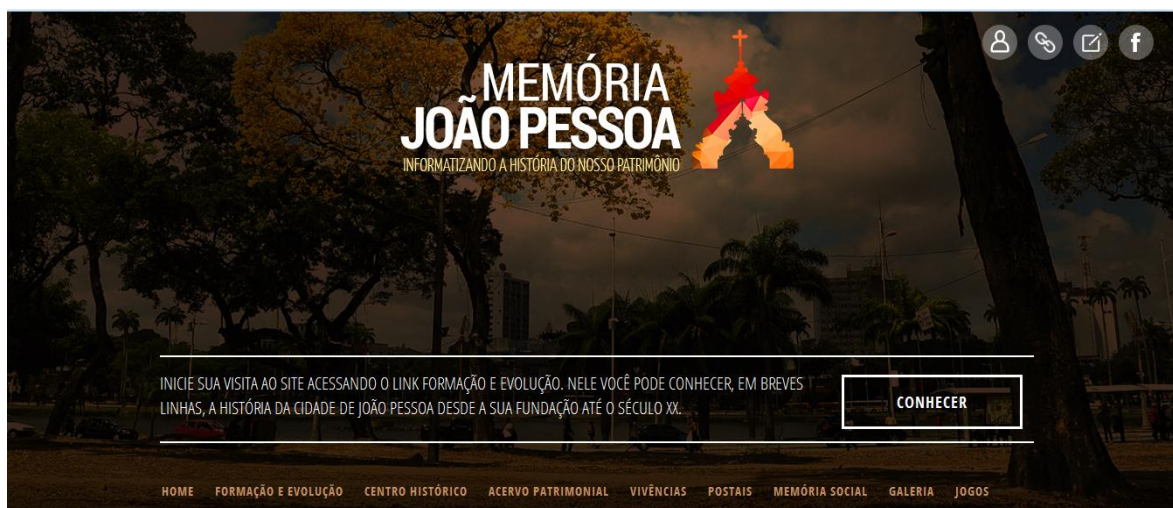 MEMÓRIA
JOÃO PESSOA
INFORMATIZANDO A HISTÓRIA DO NOSSO PATRIMÔNIO
INICIE SUA VISITA AO SITE ACESSANDO O LINK FORMAÇÃO E EVOLUÇÃO. NELE VOCÊ PODE CONHECER, EM BREVES
LINHAS, A HISTÓRIA DA CIDADE DE JOÃO PESSOA DESDE A SUA FUNDAÇÃO ATÉ O SÉCULO XX.
CONHECER
HOME FORMAÇÃO E EVOLUÇÃO CENTRO HISTÓRICO ACERVO PATRIMONIAL VIVÊNCIAS POSTAIS MEMÓRIA SOCIAL GALERIA JOGOS